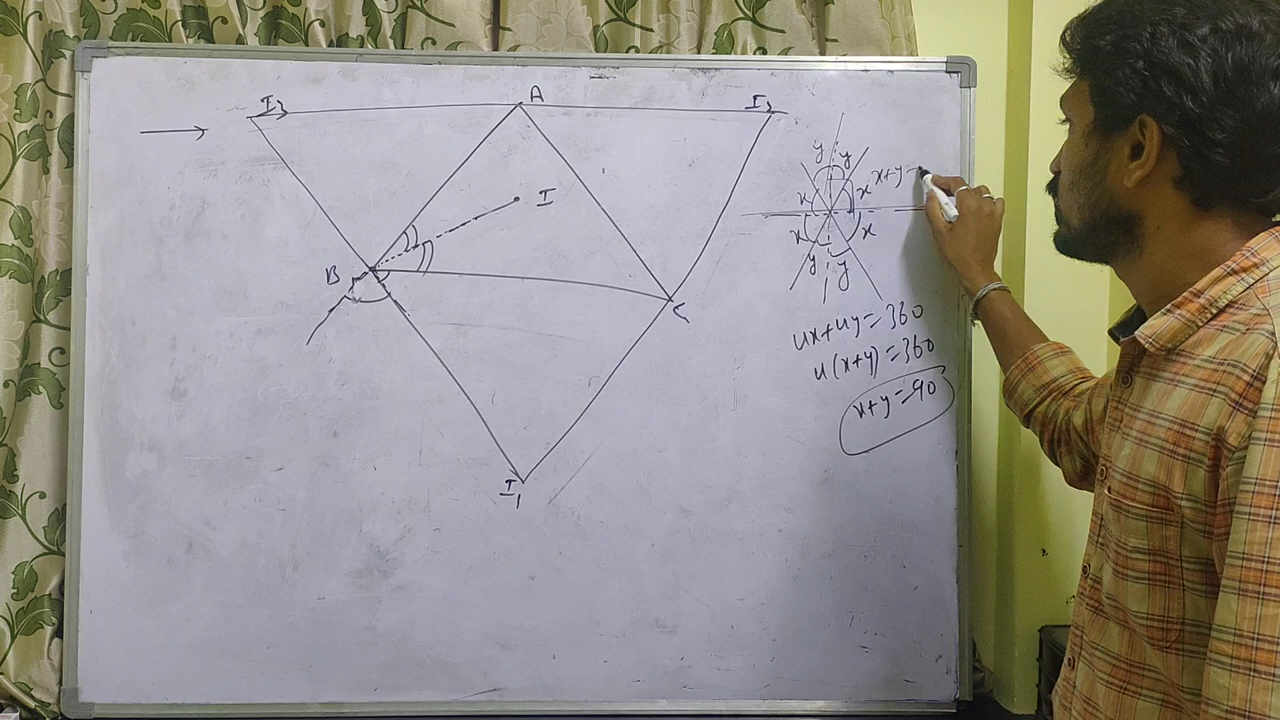 I₃
A
I₂
I
B
C
I₁
y y
x x
x x
y y
x+y=
4x+4y=360
4(x+y)=360
x+y=90